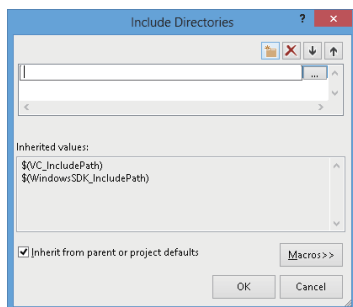 Include Directories
...
Inherited values:
$(VC_IncludePath)
$(WindowsSDK_IncludePath)
Inherit from parent or project defaults
Macros>>
OK
Cancel